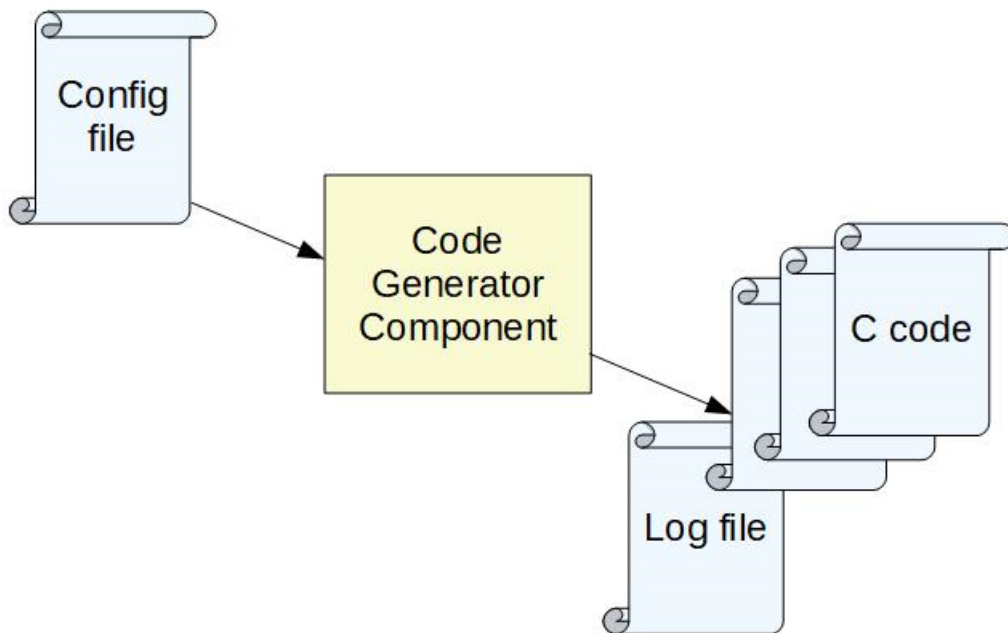 Config
file
Code
Generator
Component
C code
Log file